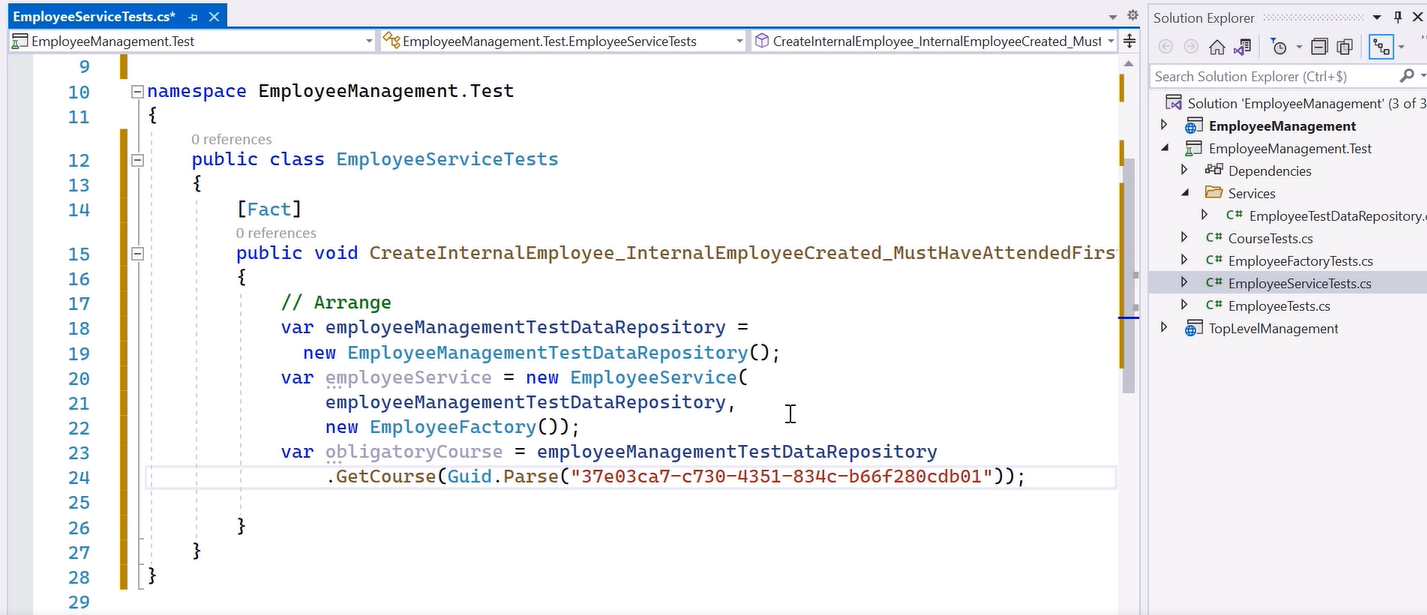 EmployeeServiceTests.cs*
EmployeeManagement.Test
EmployeeManagement.Test.EmployeeServiceTests
CreateInternalEmployee_InternalEmployeeCreated_Must
9
10 namespace EmployeeManagement.Test
11 {
0 references
12 public class EmployeeServiceTests
13 {
14 [Fact]
0 references
15 public void CreateInternalEmployee_InternalEmployeeCreated_MustHaveAttendedFirs
16 {
17 // Arrange
18 var employeeManagementTestDataRepository =
19 new EmployeeManagementTestDataRepository();
20 var employeeService = new EmployeeService(
21 employeeManagementTestDataRepository,
22 new EmployeeFactory());
23 var obligatoryCourse = employeeManagementTestDataRepository
24 .GetCourse(Guid.Parse("37e03ca7-c730-4351-834c-b66f280cdb01"));
25
26 }
27 }
28 }
29
Solution Explorer
Search Solution Explorer (Ctrl+$)
Solution 'EmployeeManagement' (3 of 3
EmployeeManagement
EmployeeManagement.Test
Dependencies
Services
C# EmployeeTestDataRepository.c
C# CourseTests.cs
C# EmployeeFactoryTests.cs
C# EmployeeServiceTests.cs
C# EmployeeTests.cs
TopLevelManagement